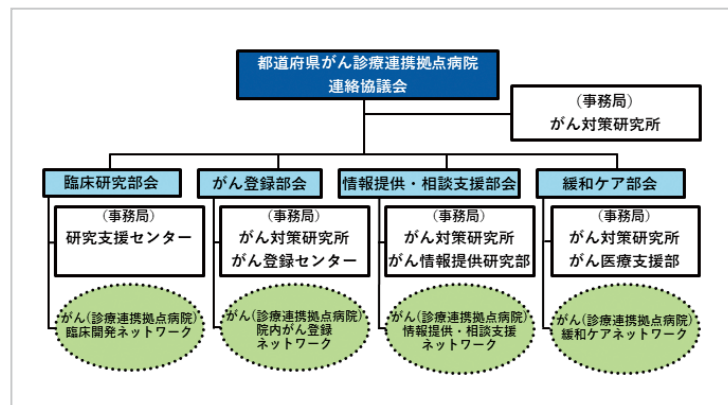 都道府県がん診療連携拠点病院
連絡協議会
(事務局)
がん対策研究所
臨床研究部会
(事務局)
研究支援センター
がん(診療連携拠点病院)
臨床開発ネットワーク
がん登録部会
(事務局)
がん対策研究所
がん登録センター
がん(診療連携拠点病院)
院内がん登録
ネットワーク
情報提供・相談支援部会
(事務局)
がん対策研究所
がん情報提供研究部
がん(診療連携拠点病院)
情報提供・相談支援
ネットワーク
緩和ケア部会
(事務局)
がん対策研究所
がん医療支援部
がん(診療連携拠点病院)
緩和ケアネットワーク